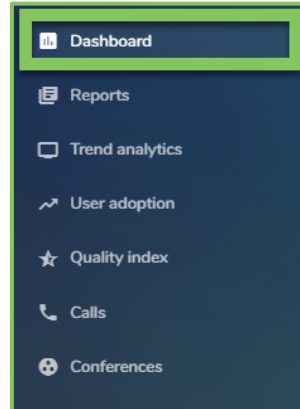 Dashboard
Reports
Trend analytics
User adoption
Quality index
Calls
Conferences